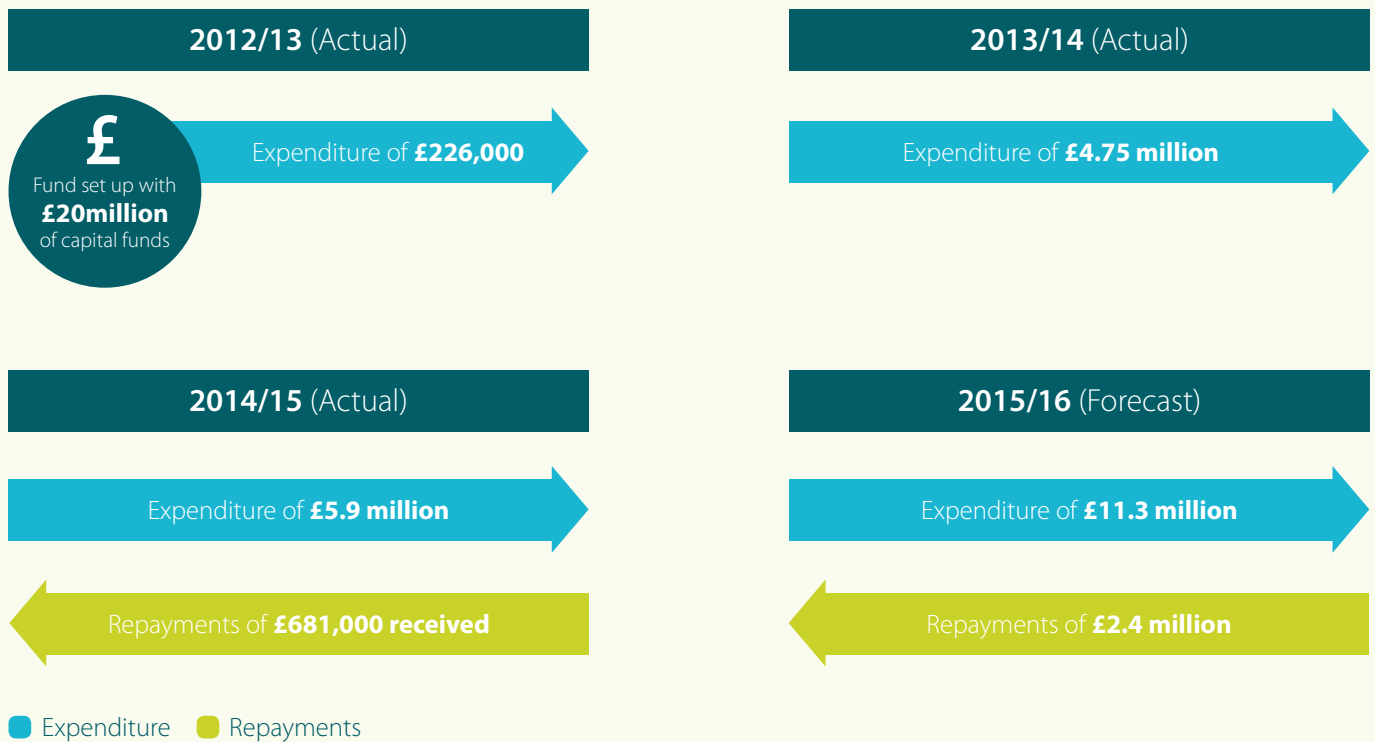 2012/13 (Actual)
£
Fund set up with
£20million
of capital funds
Expenditure of £226,000
2013/14 (Actual)
Expenditure of £4.75 million
2014/15 (Actual)
Expenditure of £5.9 million
Repayments of £681,000 received
2015/16 (Forecast)
Expenditure of £11.3 million
Repayments of £2.4 million
Expenditure Repayments